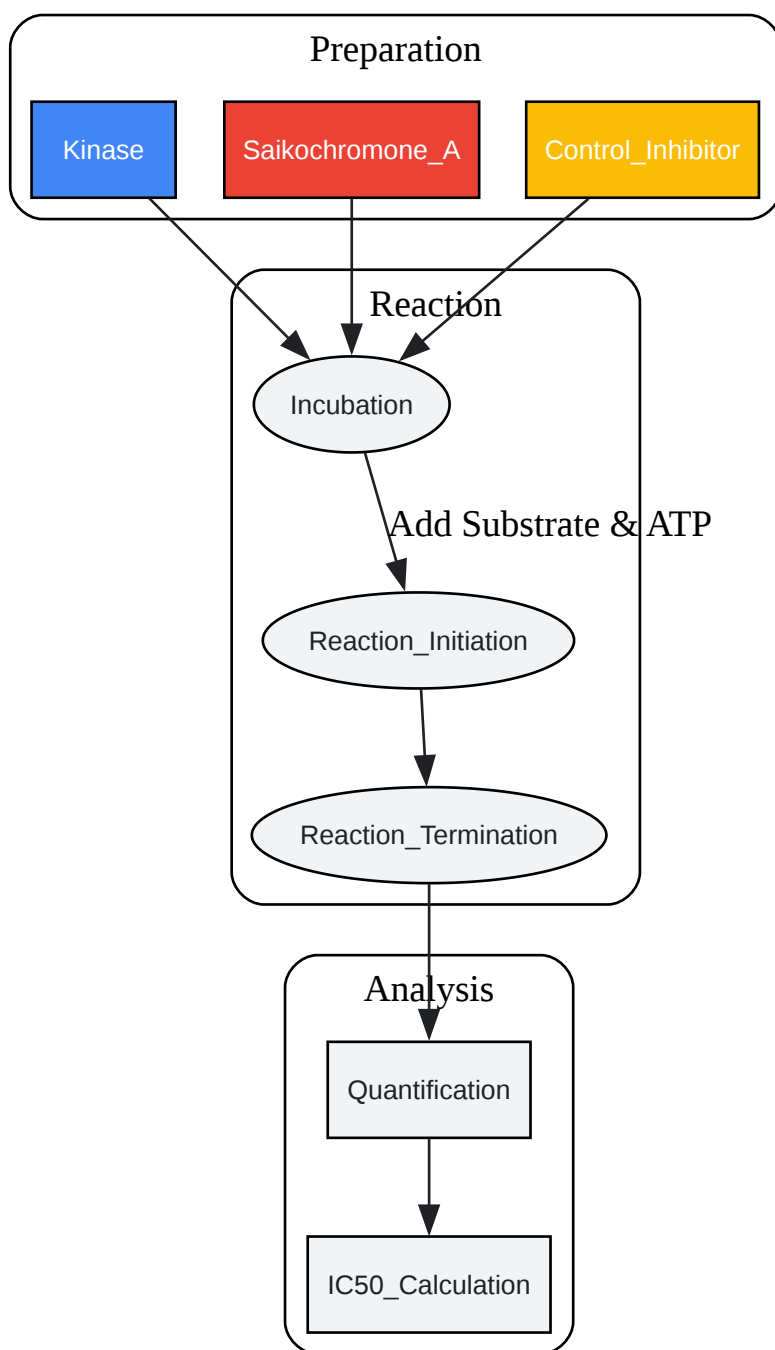 Preparation
Kinase
Saikochromone_A
Control_Inhibitor
Reaction
Incubation
Add Substrate & ATP
Reaction_Initiation
Reaction_Termination
Analysis
Quantification
IC50_Calculation